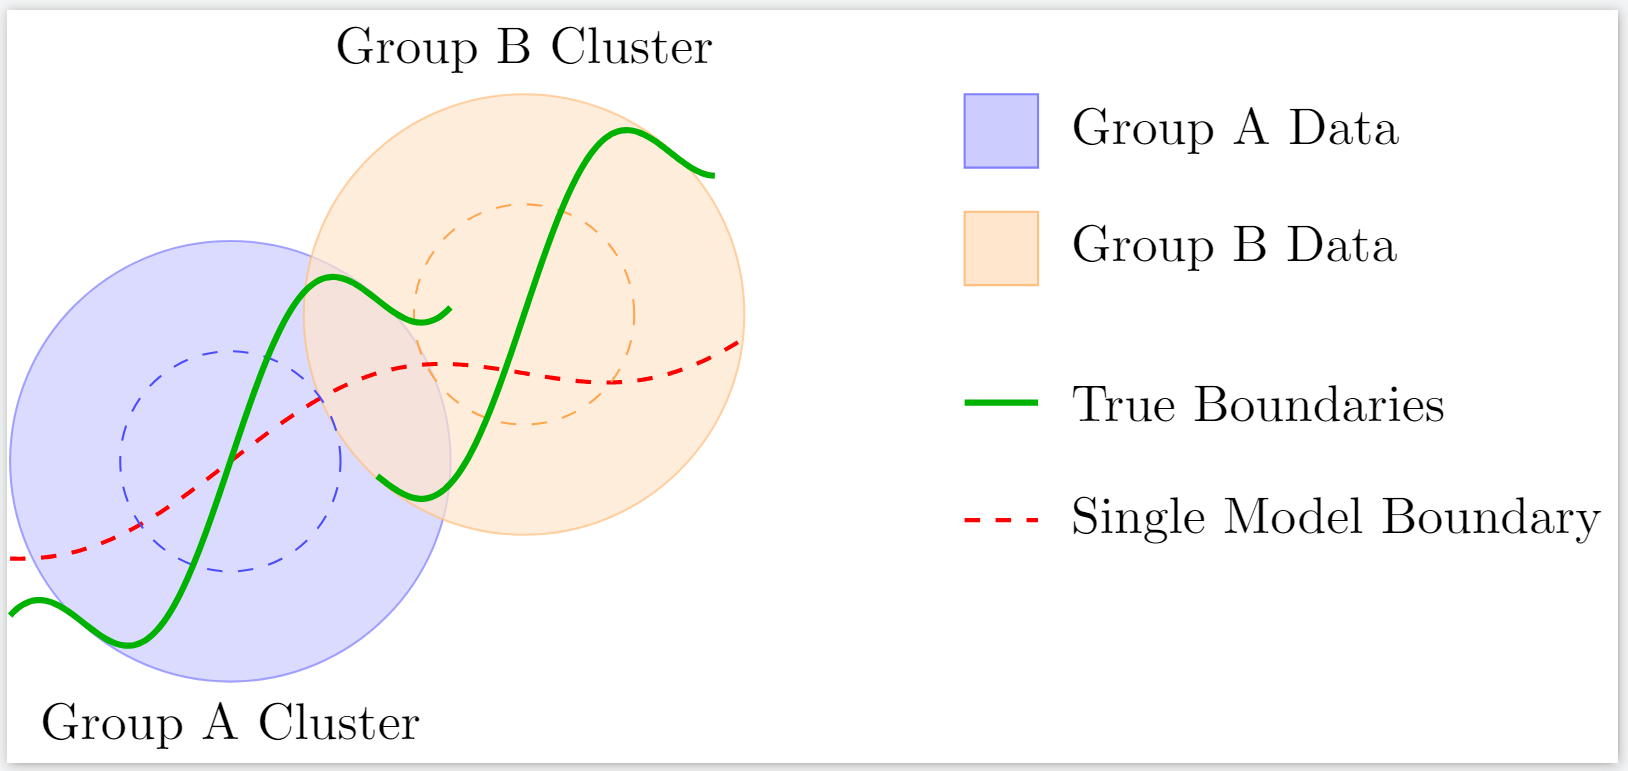 Group B Cluster
Group A Data
Group B Data
True Boundaries
Single Model Boundary
Group A Cluster